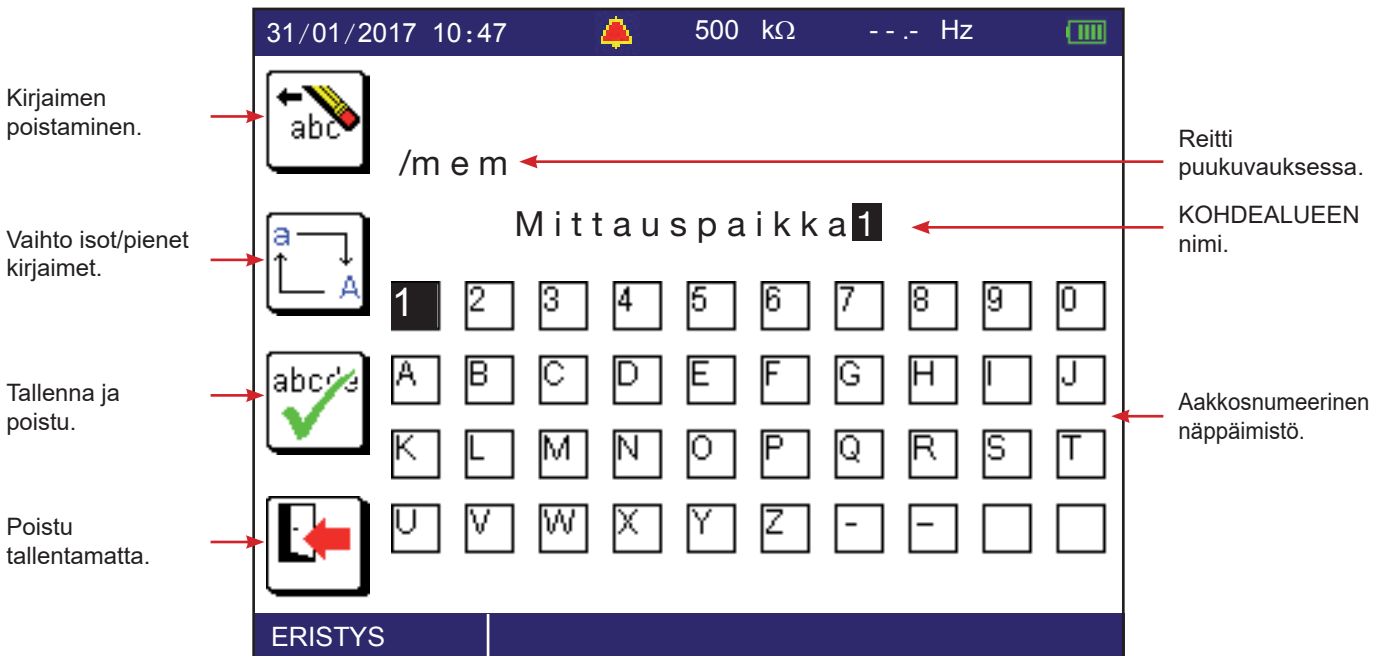 31/01/2017 10:47 500 kΩ - - .- Hz
Kirjaimen
poistaminen.
abc
/mem
Reitti
puukuvauksessa.
Vaihto isot/pienet
kirjaimet.
a
A
Mittauspaikka1
KOHDEALUEEN
nimi.
1 2 3 4 5 6 7 8 9 0
Tallenna ja
poistu.
abcde
A B C D E F G H I J
K L M N O P Q R S T
Aakkosnumeerinen
näppäimistö.
Poistu
tallentamatta.
U V W X Y Z - –
ERISTYS